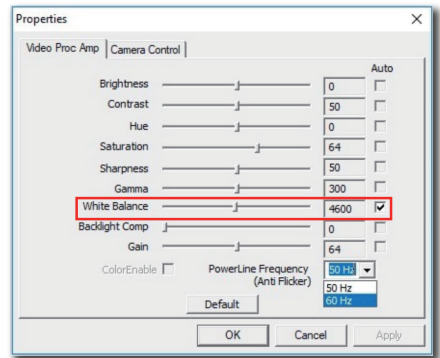 Properties
Video Proc Amp Camera Control
Auto
Brightness 0
Contrast 50
Hue 0
Saturation 64
Sharpness 50
Gamma 300
White Balance 4600
Backlight Comp 0
Gain 64
ColorEnable PowerLine Frequency 50 Hz
(Anti Flicker)
50 Hz
60 Hz
Default
OK Cancel Apply